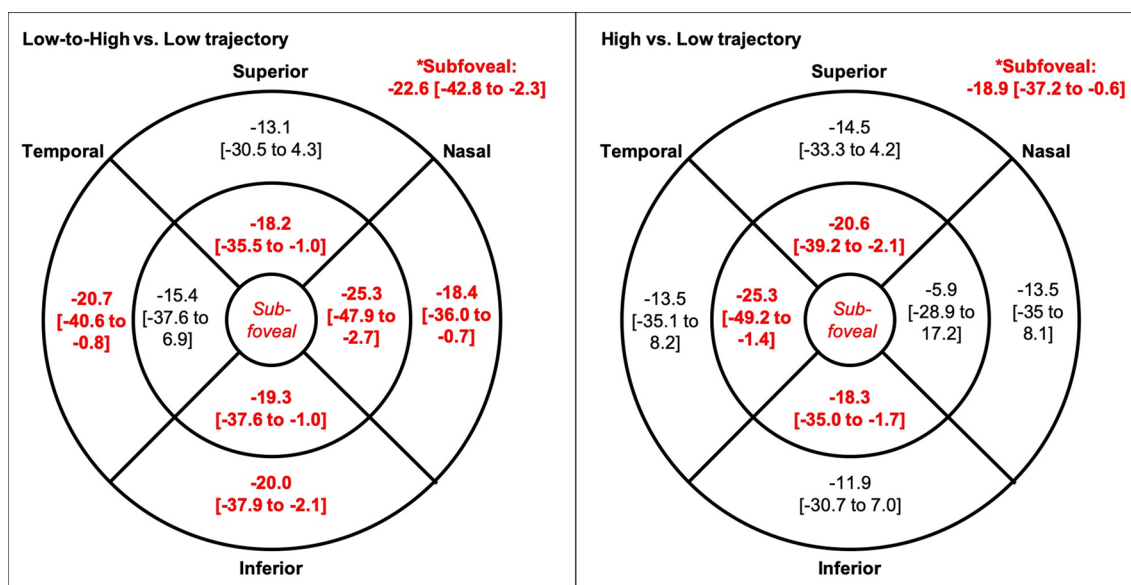 Low-to-High vs. Low trajectory
*Subfoveal:
-22.6 [-42.8 to -2.3]
Superior
Temporal
Nasal
-13.1
[-30.5 to 4.3]
-18.2
[-35.5 to -1.0]
-20.7
[-40.6 to
-0.8]
-15.4
[-37.6 to
6.9]
Sub-
foveal
-25.3
[-47.9 to
-2.7]
-18.4
[-36.0 to
-0.7]
-19.3
[-37.6 to -1.0]
-20.0
[-37.9 to -2.1]
Inferior
High vs. Low trajectory
*Subfoveal:
-18.9 [-37.2 to -0.6]
Superior
Temporal
Nasal
-14.5
[-33.3 to 4.2]
-20.6
[-39.2 to -2.1]
-13.5
[-35.1 to
8.2]
-25.3
[-49.2 to
-1.4]
Sub-
foveal
-5.9
[-28.9 to
17.2]
-13.5
[-35 to
8.1]
-18.3
[-35.0 to -1.7]
-11.9
[-30.7 to 7.0]
Inferior